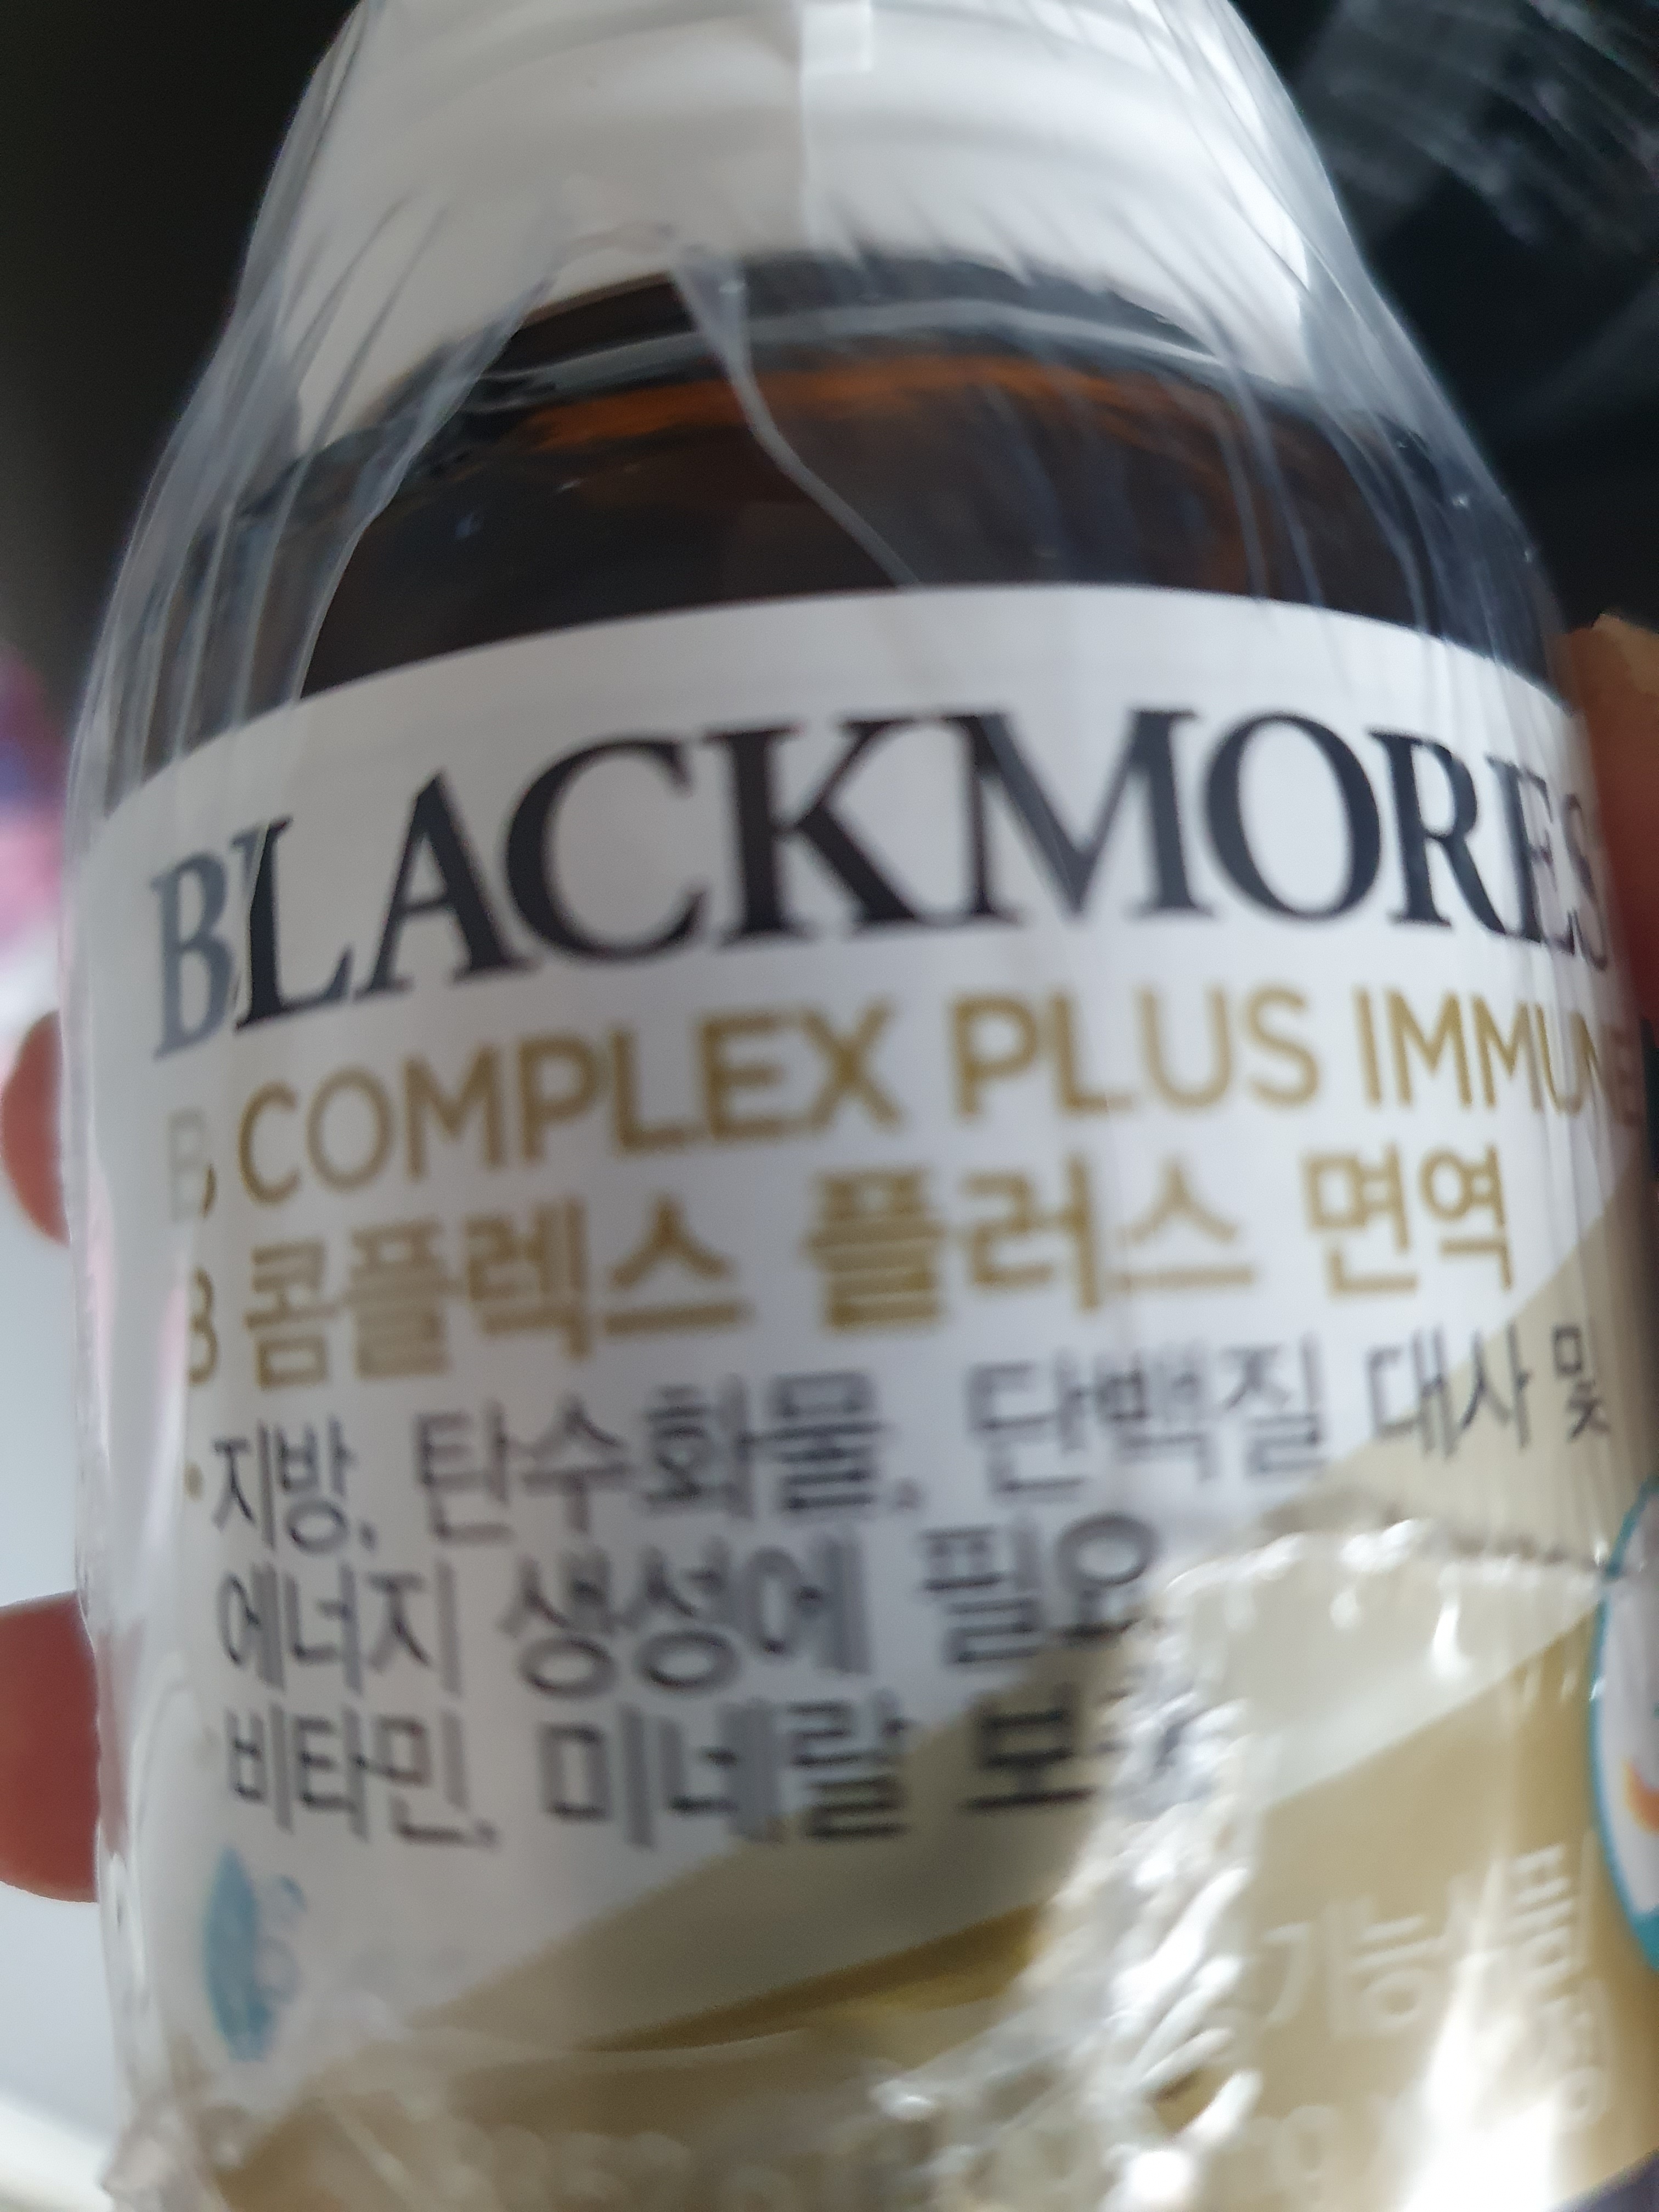 BLACKMORES
B COMPLEX PLUS IMMUNE
B 콤플렉스 플러스 면역
•지방, 탄수화물, 단백질 대사 및
에너지 생성에 필요
비타민, 미네랄